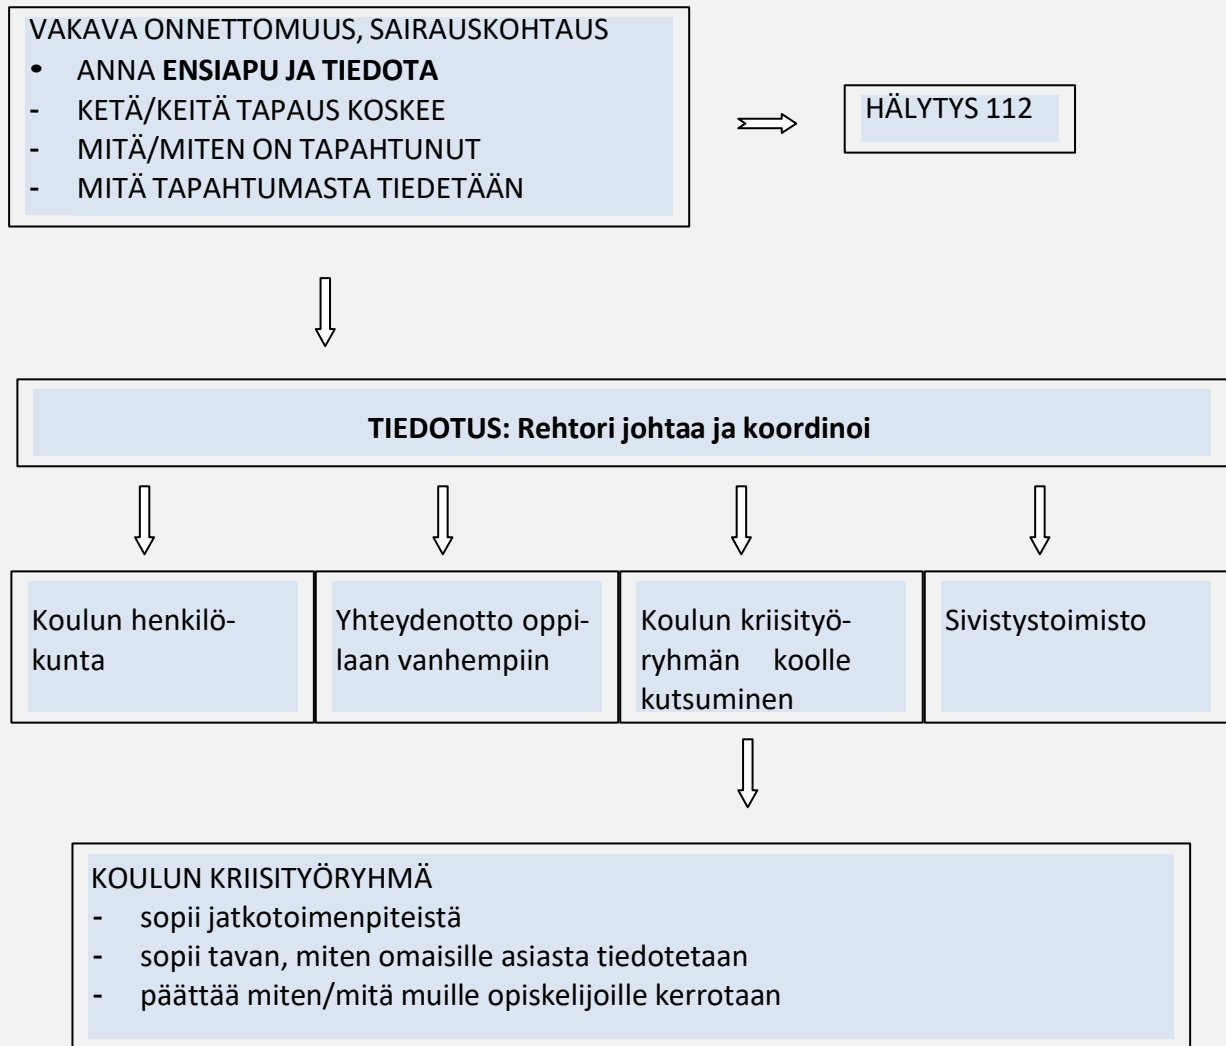 VAKAVA ONNETTOMUUS, SAIRAUSKOHTAUS
• ANNA ENSIAPU JA TIEDOTA
- KETÄ/KEITÄ TAPAUS KOSKEE
- MITÄ/MITEN ON TAPAHTUNUT
- MITÄ TAPAHTUMASTA TIEDETÄÄN
HÄLYTYS 112
TIEDOTUS: Rehtori johtaa ja koordinoi
Koulun henkilö-
kunta
Yhteydenotto oppi-
laan vanhempiin
Koulun kriisityö-
ryhmän koolle
kutsuminen
Sivistystoimisto
KOULUN KRIISITYÖRYHMÄ
- sopii jatkotoimenpiteistä
- sopii tavan, miten omaisille asiasta tiedotetaan
- päättää miten/mitä muille opiskelijoille kerrotaan